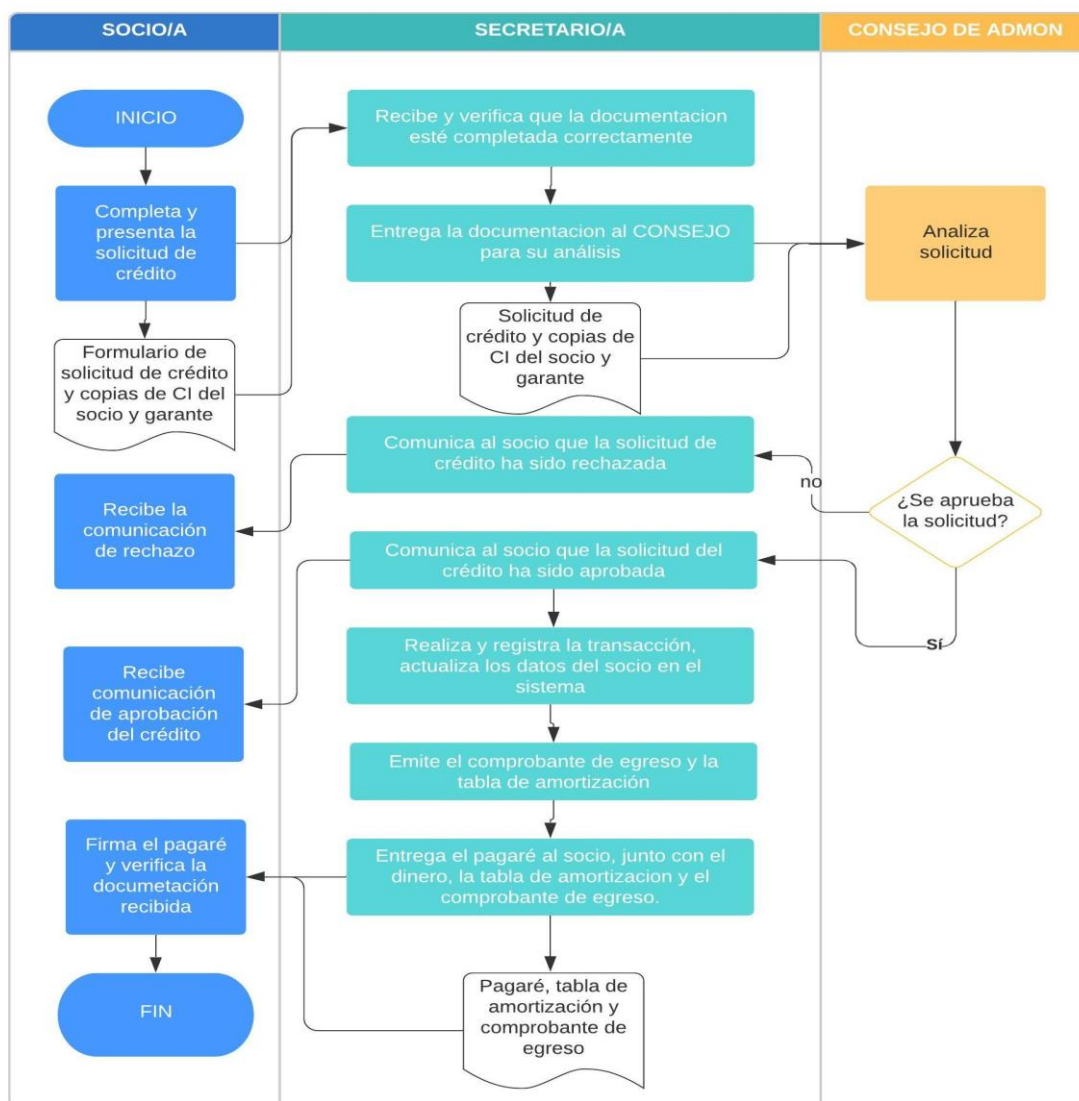 SOCIO/A
SECRETARIO/A
CONSEJO DE ADMON
INICIO
Recibe y verifica que la documentacion
esté completada correctamente
Completa y
presenta la
solicitud de
crédito
Entrega la documentacion al CONSEJO
para su análisis
Analiza
solicitud
Formulario de
solicitud de crédito
y copias de CI del
socio y garante
Solicitud de
crédito y copias de
CI del socio y
garante
Comunica al socio que la solicitud de
crédito ha sido rechazada
no
¿Se aprueba
la solicitud?
Recibe la
comunicación
de rechazo
Comunica al socio que la solicitud del
crédito ha sido aprobada
Sí
Realiza y registra la transacción,
actualiza los datos del socio en el
sistema
Recibe
comunicación
de aprobación
del crédito
Emite el comprobante de egreso y la
tabla de amortización
Firma el pagaré
y verifica la
documetación
recibida
Entrega el pagaré al socio, junto con el
dinero, la tabla de amortizacion y el
comprobante de egreso.
FIN
Pagaré, tabla de
amortización y
comprobante de
egreso